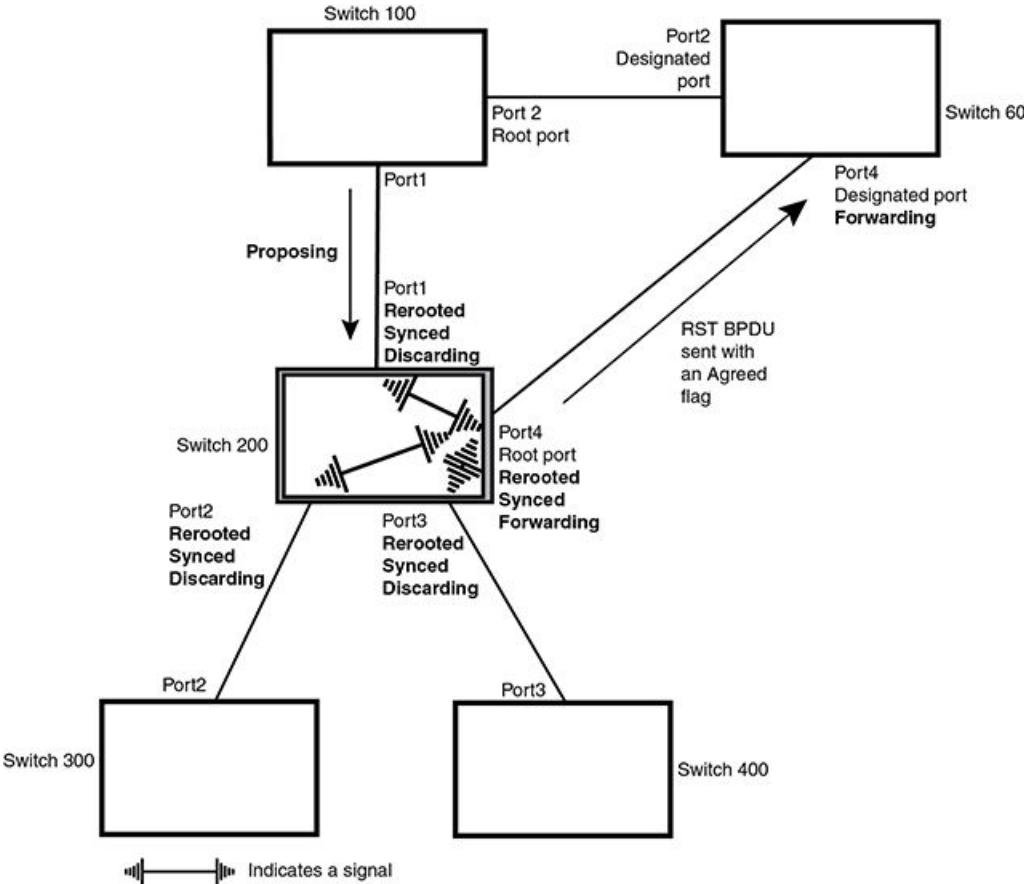 Switch 100
Port2
Designated
port
Switch 60
Port 2
Root port
Port1
Port4
Designated port
Forwarding
Proposing
Port1
Rerooted
Synced
Discarding
RST BPDU
sent with
an Agreed
flag
Switch 200
Port4
Root port
Rerooted
Synced
Forwarding
Port2
Rerooted
Synced
Discarding
Port3
Rerooted
Synced
Discarding
Port2
Port3
Switch 300
Switch 400
Indicates a signal